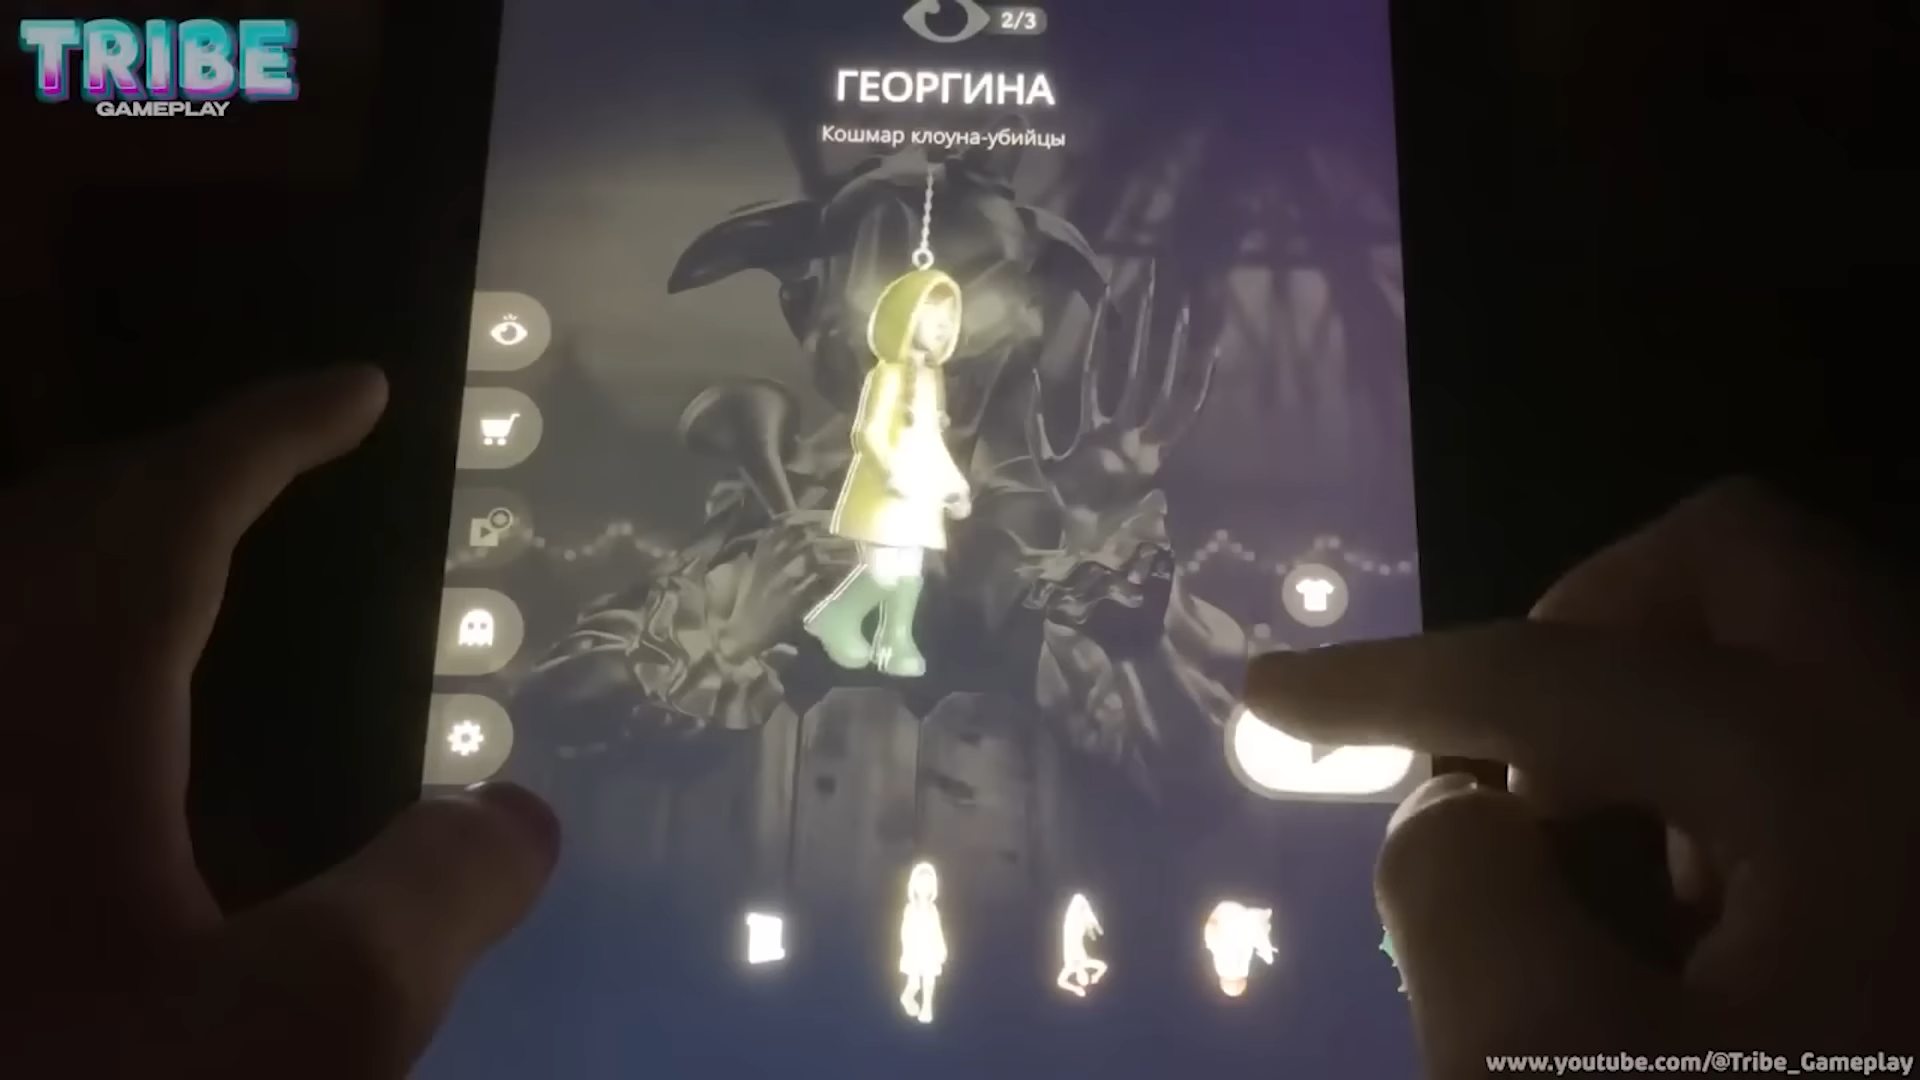 TRIBE
GAMEPLAY
2/3
ГЕОРГИНА
Кошмар клоуна-убийцы
www.youtube.com/@Tribe_Gameplay